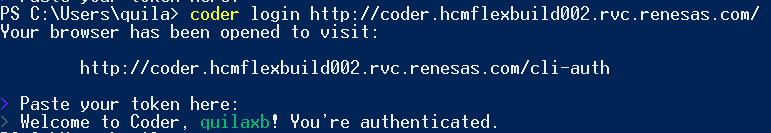 PS C:\Users\quila> coder login http://coder.hcmflexbuild002.rvc.renesas.com/
Your browser has been opened to visit:
http://coder.hcmflexbuild002.rvc.renesas.com/cli-auth
> Paste your token here:
> Welcome to Coder, quilaxb! You're authenticated.